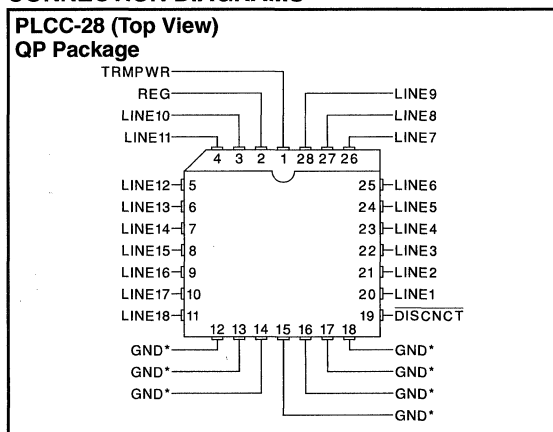 PLCC-28 (Top View)
QP Package
TRMPWR
REG
LINE10
LINE11
LINE9
LINE8
LINE7
4 3 2 1 28 27 26
LINE12 5
LINE13 6
LINE14 7
LINE15 8
LINE16 9
LINE17 10
LINE18 11
25 LINE6
24 LINE5
23 LINE4
22 LINE3
21 LINE2
20 LINE1
19 DISCNCT
12 13 14 15 16 17 18
GND*
GND*
GND*
GND*
GND*
GND*
GND*